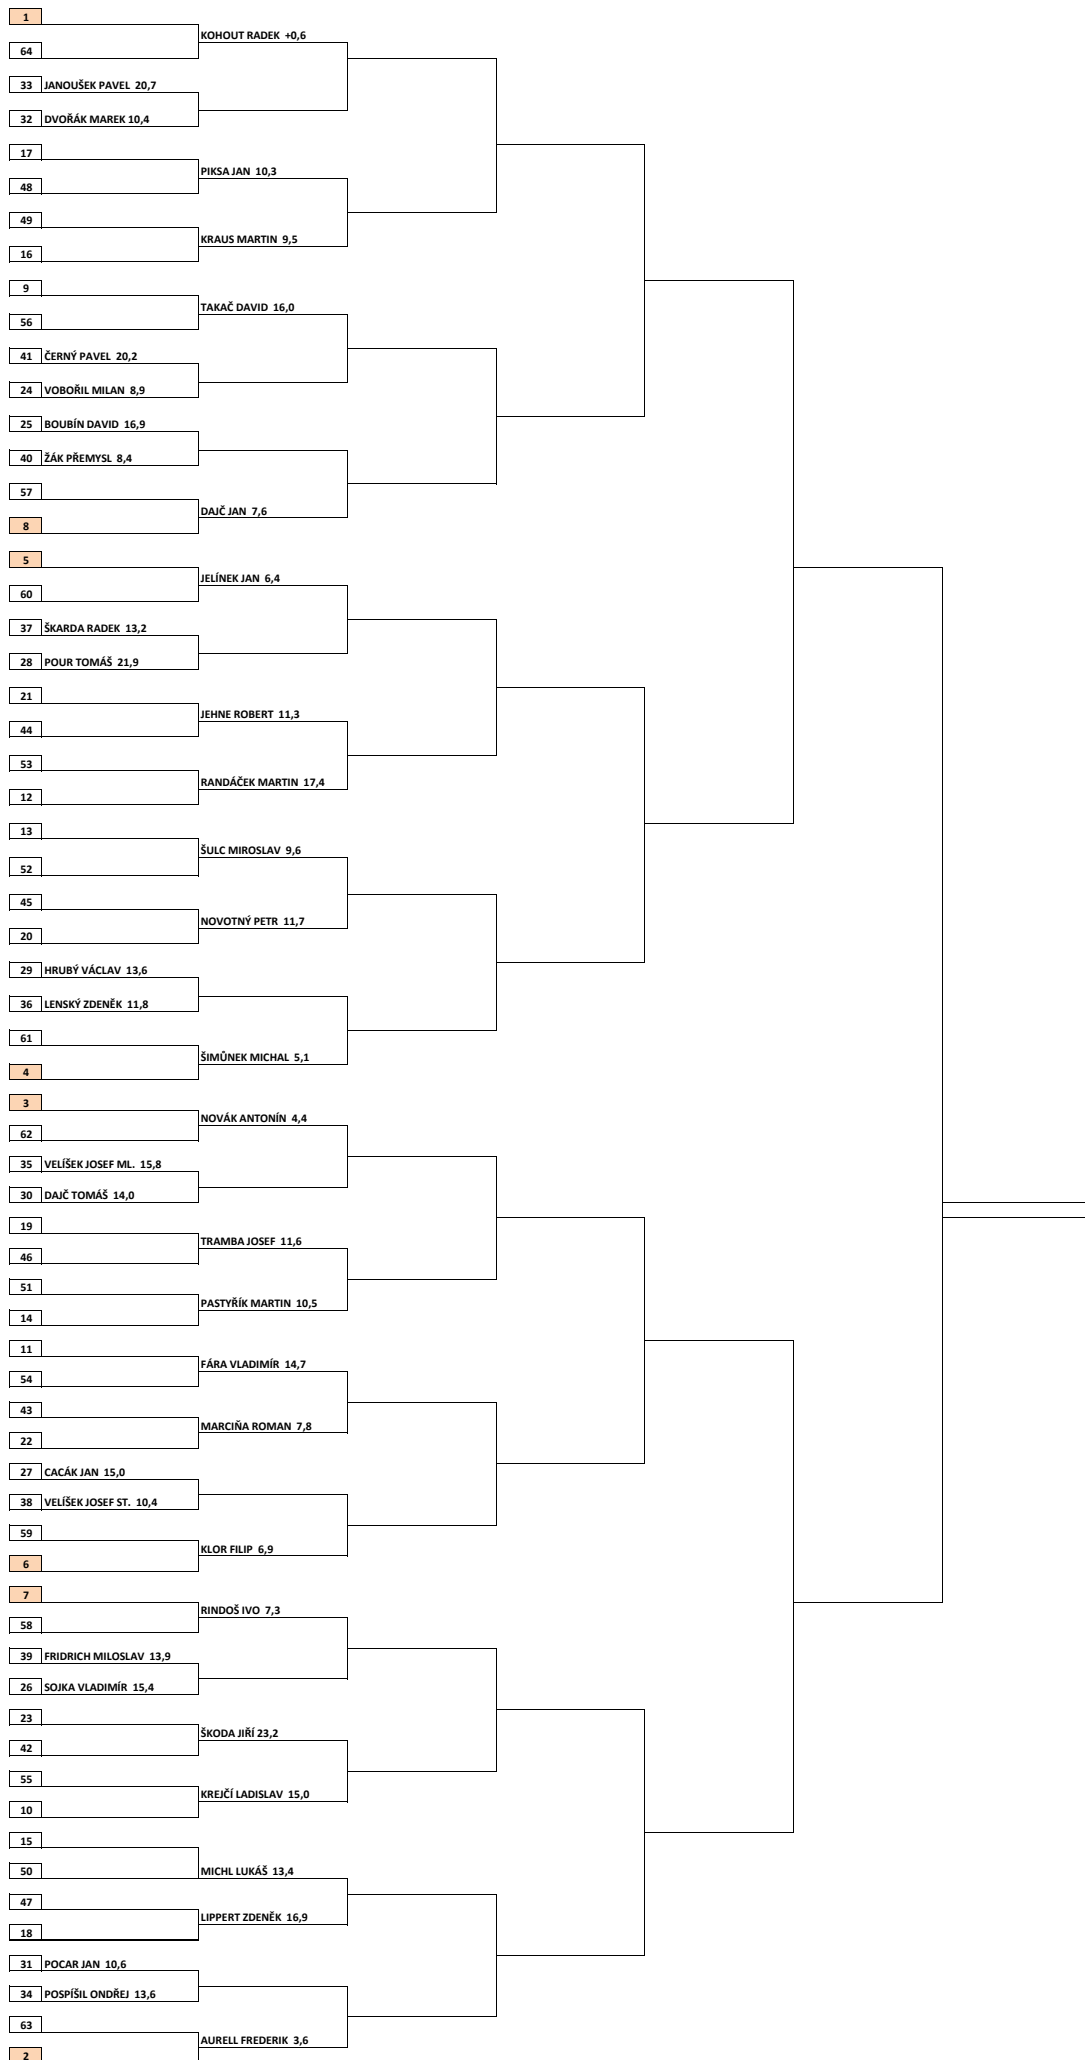 1
KOHOUT RADEK +0,6
64
33 JANOUŠEK PAVEL 20,7
32 DVOŘÁK MAREK 10,4
17
PIKSA JAN 10,3
48
49
KRAUS MARTIN 9,5
16
9
TAKAČ DAVID 16,0
56
41 ČERNÝ PAVEL 20,2
24 VOBOŘIL MILAN 8,9
25 BOUBÍN DAVID 16,9
40 ŽÁK PŘEMYSL 8,4
57
DAJČ JAN 7,6
8
5
JELÍNEK JAN 6,4
60
37 ŠKARDA RADEK 13,2
28 POUR TOMÁŠ 21,9
21
JEHNE ROBERT 11,3
44
53
RANDÁČEK MARTIN 17,4
12
13
ŠULC MIROSLAV 9,6
52
45
NOVOTNÝ PETR 11,7
20
29 HRUBÝ VÁCLAV 13,6
36 LENSKÝ ZDENĚK 11,8
61
ŠIMŮNEK MICHAL 5,1
4
3
NOVÁK ANTONÍN 4,4
62
35 VELÍŠEK JOSEF ML. 15,8
30 DAJČ TOMÁŠ 14,0
19
TRAMBA JOSEF 11,6
46
51
PASTYŘÍK MARTIN 10,5
14
11
FÁRA VLADIMÍR 14,7
54
43
MARCIŇA ROMAN 7,8
22
27 CACÁK JAN 15,0
38 VELÍŠEK JOSEF ST. 10,4
59
KLOR FILIP 6,9
6
7
RINDOŠ IVO 7,3
58
39 FRIDRICH MILOSLAV 13,9
26 SOJKA VLADIMÍR 15,4
23
ŠKODA JIŘÍ 23,2
42
55
KREJČÍ LADISLAV 15,0
10
15
50 MICHL LUKÁŠ 13,4
47
LIPPERT ZDENĚK 16,9
18
31 POCAR JAN 10,6
34 POSPÍŠIL ONDŘEJ 13,6
63
AURELL FREDERIK 3,6
2